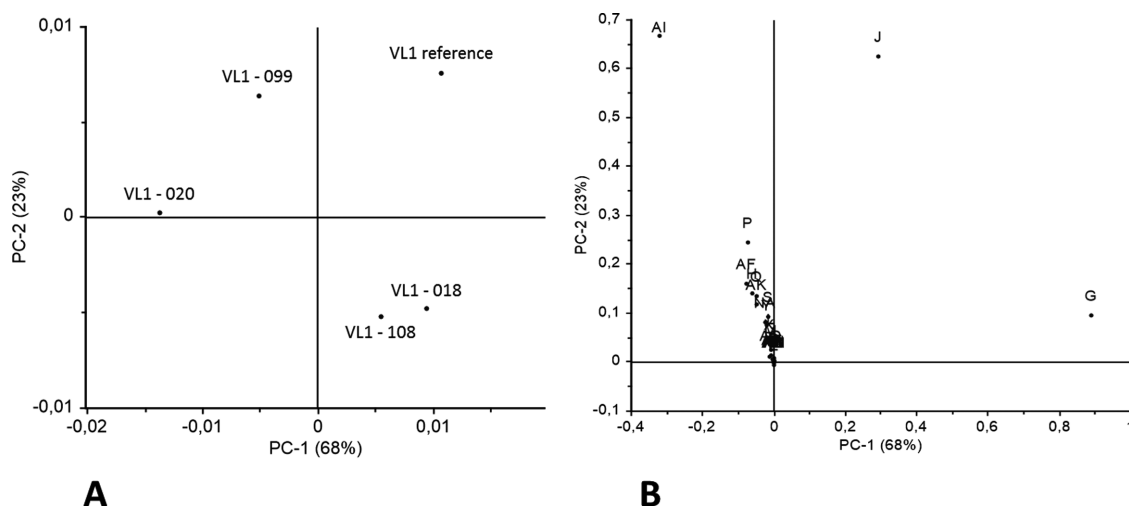 0,01
VL1 reference
VL1 - 099
VL1 - 020
0
VL1 - 018
VL1 - 108
-0,01
-0,02
-0,01
0
0,01
PC-2 (23%)
PC-1 (68%)
A
0,7
0,6
0,5
0,4
0,3
0,2
0,1
0
-0,1
-0,4
-0,2
0
0,2
0,4
0,6
0,8
1
PC-2 (23%)
PC-1 (68%)
AI
J
P
G
B